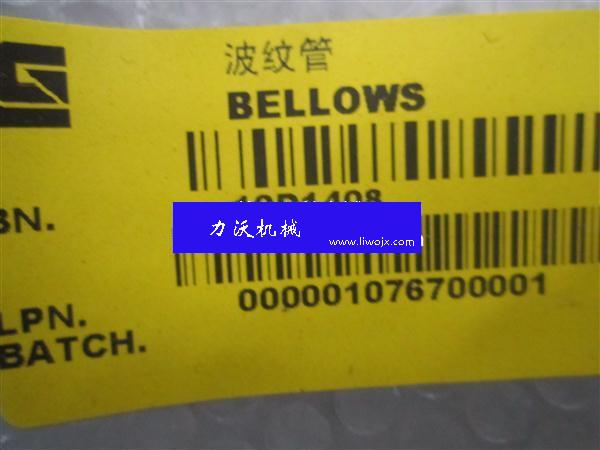 波纹管
BELLOWS
力沃机械
www.liwojx.com
BN.
000001076700001
LPN.
BATCH.